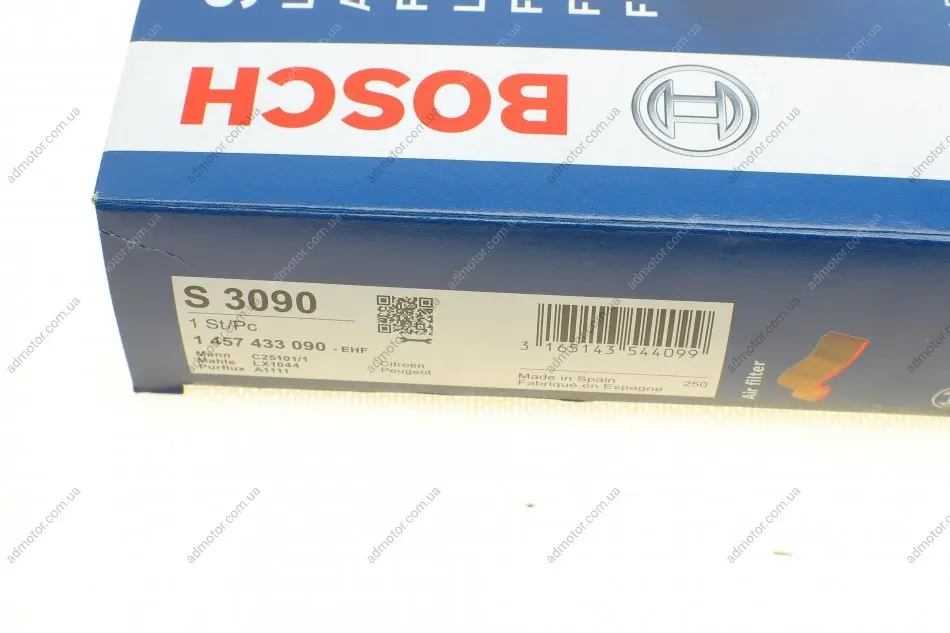 BOSCH
S 3090
1 St/Pc
1 457 433 090 - EHF
Mann C25101/1
Mahle LX1044
Purflux A1111
Citroën
Peugeot
3 165143 544099
Made in Spain
Fabriqué en Espagne
250
Air filter
admotor.com.ua